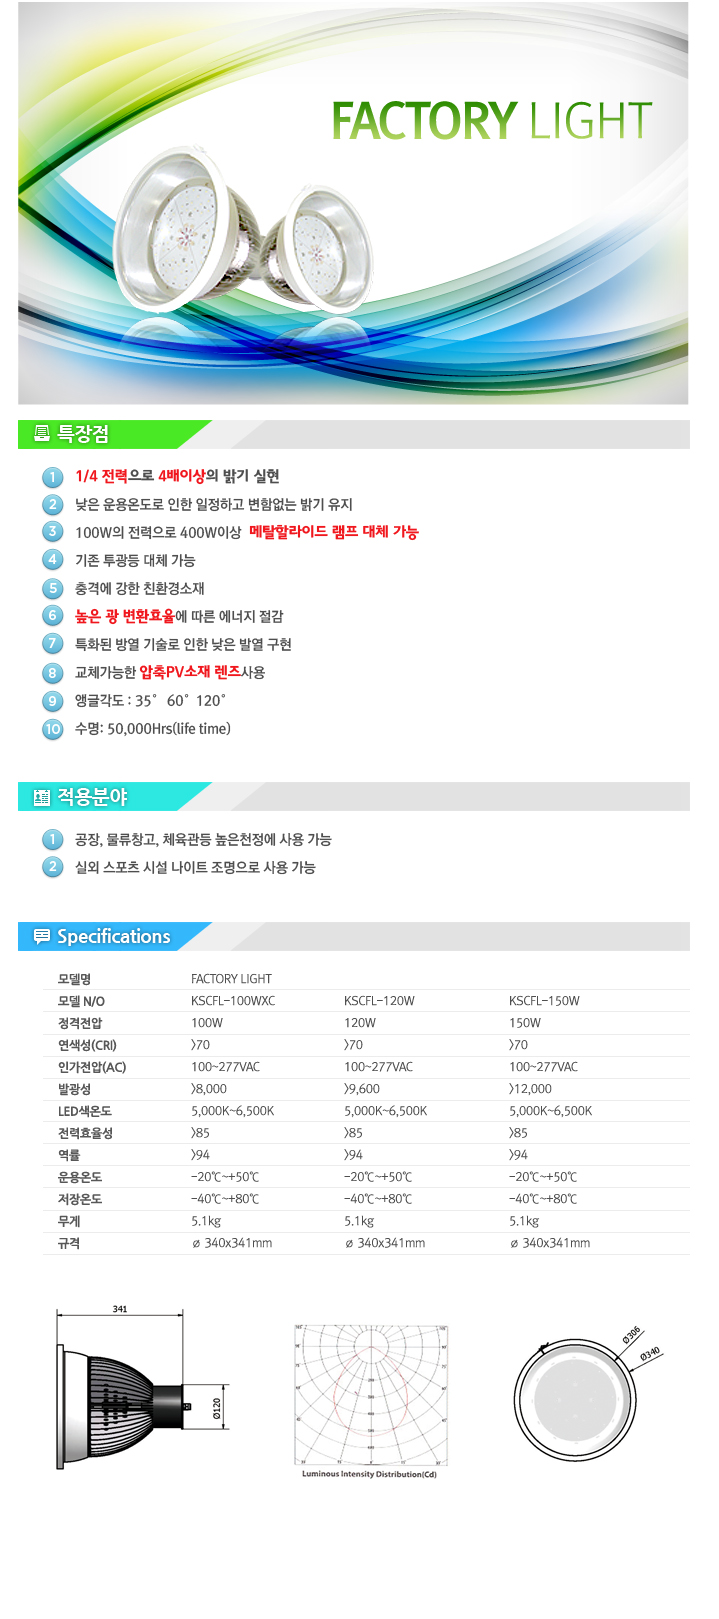 FACTORY LIGHT
특장점
1 1/4 전력으로 4배이상의 밝기 실현
2 낮은 운용온도로 인한 일정하고 변함없는 밝기 유지
3 100W의 전력으로 400W이상 메탈할라이드 램프 대체 가능
4 기존 투광등 대체 가능
5 충격에 강한 친환경소재
6 높은 광 변환효율에 따른 에너지 절감
7 특화된 방열 기술로 인한 낮은 발열 구현
8 교체가능한 압축PV소재 렌즈사용
9 앵글각도 : 35˚ 60˚ 120˚
10 수명: 50,000Hrs(life time)
적용분야
1 공장, 물류창고, 체육관등 높은천정에 사용 가능
2 실외 스포츠 시설 나이트 조명으로 사용 가능
Specifications
모델명 FACTORY LIGHT
모델 N/O KSCFL-100WXC KSCFL-120W KSCFL-150W
정격전압 100W 120W 150W
연색성(CRI) >70 >70 >70
인가전압(AC) 100~277VAC 100~277VAC 100~277VAC
발광성 >8,000 >9,600 >12,000
LED색온도 5,000K~6,500K 5,000K~6,500K 5,000K~6,500K
전력효율성 >85 >85 >85
역률 >94 >94 >94
운용온도 -20℃~+50℃ -20℃~+50℃ -20℃~+50℃
저장온도 -40℃~+80℃ -40℃~+80℃ -40℃~+80℃
무게 5.1kg 5.1kg 5.1kg
규격 ø 340x341mm ø 340x341mm ø 340x341mm
341
Ø120
Luminous Intensity Distribution(Cd)
Ø306
Ø340